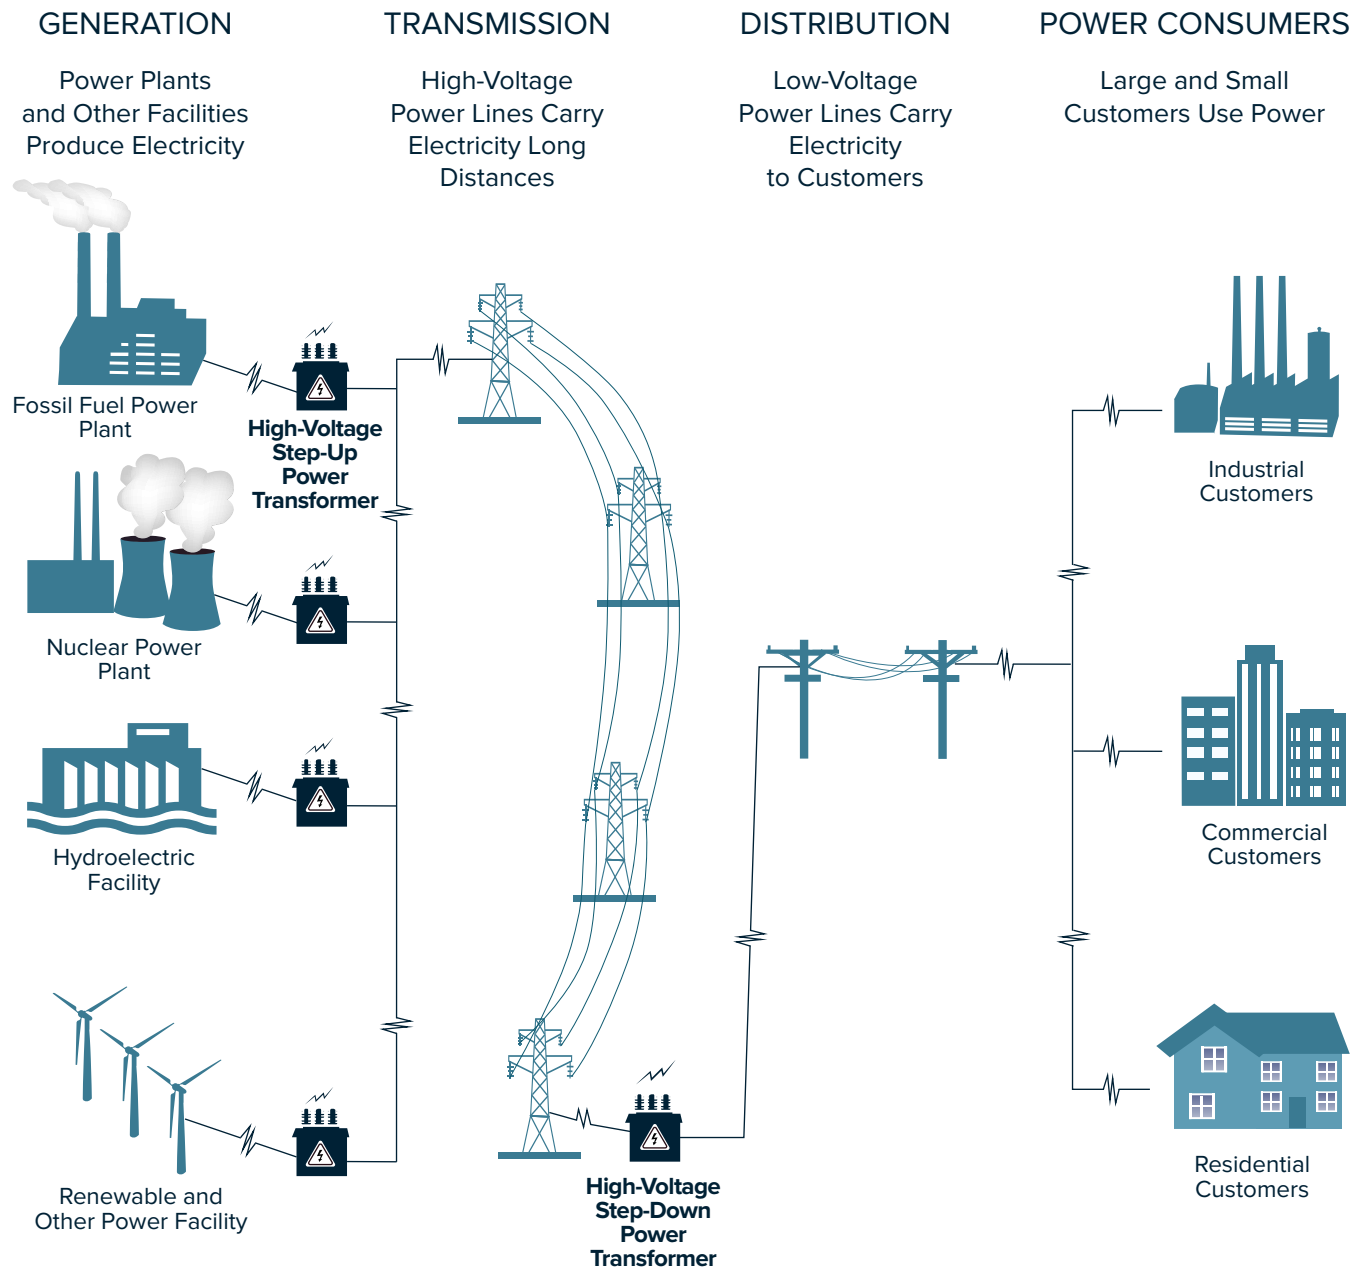 GENERATION
Power Plants
and Other Facilities
Produce Electricity
TRANSMISSION
High-Voltage
Power Lines Carry
Electricity Long
Distances
DISTRIBUTION
Low-Voltage
Power Lines Carry
Electricity
to Customers
POWER CONSUMERS
Large and Small
Customers Use Power
Fossil Fuel Power
Plant
High-Voltage
Step-Up
Power
Transformer
Nuclear Power
Plant
Hydroelectric
Facility
Renewable and
Other Power Facility
High-Voltage
Step-Down
Power
Transformer
Industrial
Customers
Commercial
Customers
Residential
Customers